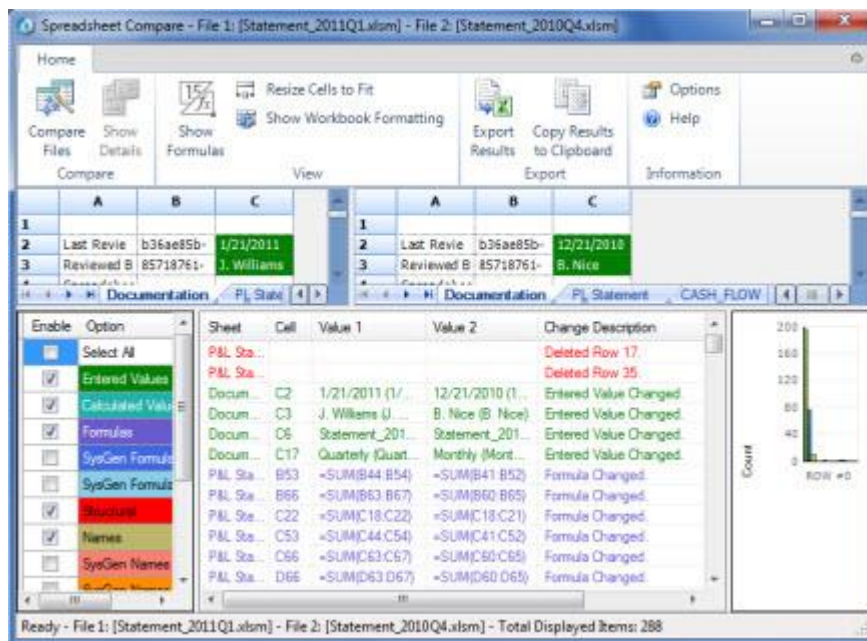 Spreadsheet Compare - File 1: [Statement_2011Q1.xlsm] - File 2: [Statement_2010Q4.xlsm]
Home
Compare Files
Show Details
Show Formulas
Resize Cells to Fit
Show Workbook Formatting
Export Results
Copy Results to Clipboard
Options
Help
Compare View Export Information
A B C A B C
1 1
2 Last Revie b36ae85b- 1/21/2011 2 Last Revie b36ae85b- 12/21/2010
3 Reviewed B 85718761- J. Williams 3 Reviewed B 85718761- B. Nice
Documentation PL State Documentation PL Statement CASH_FLOW
Enable Option
Select All
Entered Values
Calculated Valu
Formulas
SysGen Formula
SysGen Formula
Structural
Names
SysGen Names
Sheet Cell Value 1 Value 2 Change Description
P&L Sta... Deleted Row 17.
P&L Sta... Deleted Row 35.
Docum... C2 1/21/2011 (1/... 12/21/2010 (1... Entered Value Changed.
Docum... C3 J. Williams (J. ... B. Nice (B. Nice) Entered Value Changed.
Docum... C6 Statement_201... Statement_201... Entered Value Changed.
Docum... C17 Quarterly (Quart... Monthly (Mont... Entered Value Changed.
P&L Sta... B53 =SUM(B44:B54) =SUM(B41:B52) Formula Changed.
P&L Sta... B66 =SUM(B63:B67) =SUM(B60:B65) Formula Changed.
P&L Sta... C22 =SUM(C18:C22) =SUM(C18:C21) Formula Changed.
P&L Sta... C53 =SUM(C44:C54) =SUM(C41:C52) Formula Changed.
P&L Sta... C66 =SUM(C63:C67) =SUM(C60:C65) Formula Changed.
P&L Sta... D66 =SUM(D63:D67) =SUM(D60:D65) Formula Changed.
200
160
120
80
40
0
Count
ROW #0
Ready - File 1: [Statement_2011Q1.xlsm] - File 2: [Statement_2010Q4.xlsm] - Total Displayed Items: 288